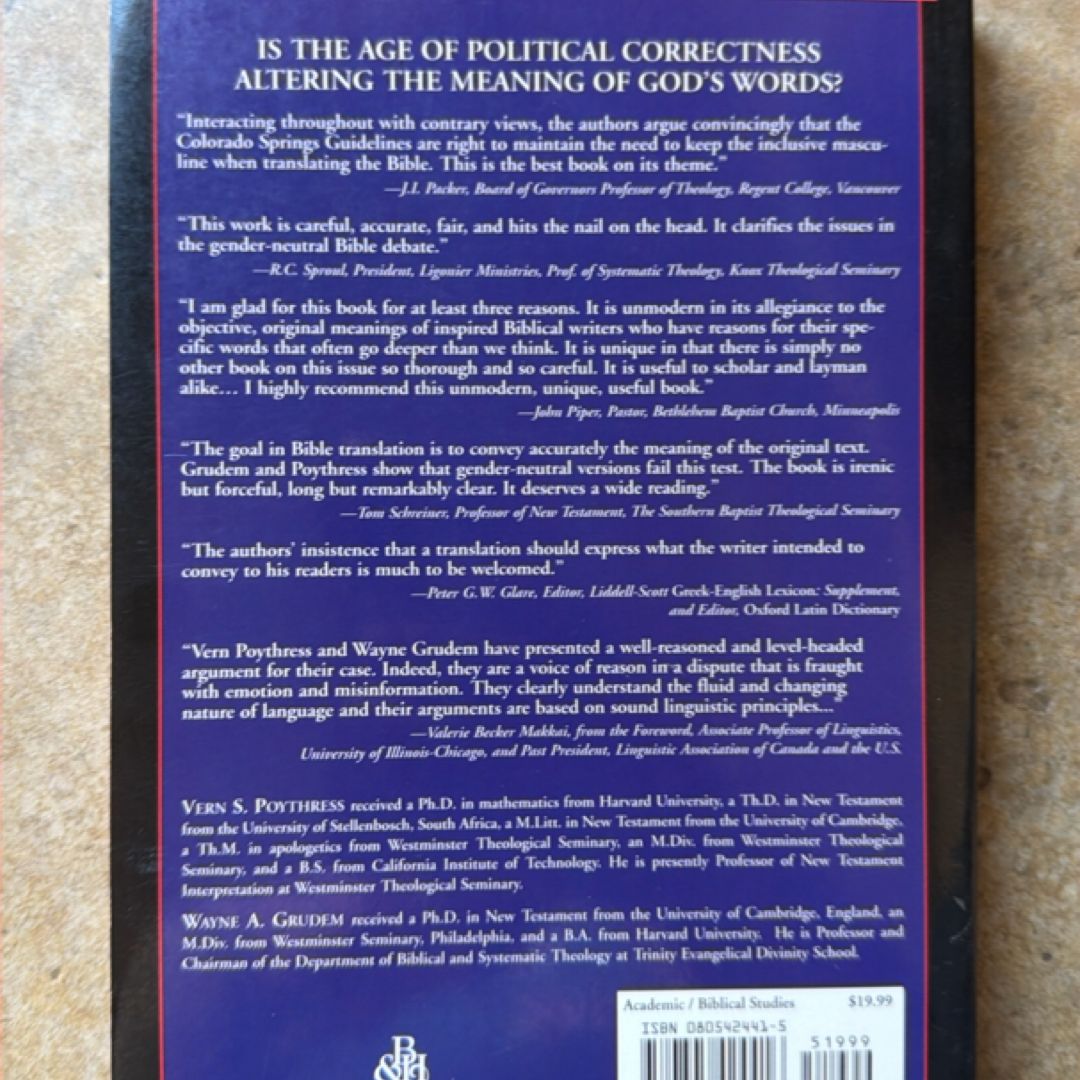 IS THE AGE OF POLITICAL CORRECTNESS
ALTERING THE MEANING OF GOD'S WORDS?
"Interacting throughout with contrary views, the authors argue convincingly that the
Colorado Springs Guidelines are right to maintain the need to keep the inclusive mascu-
line when translating the Bible. This is the best book on its theme."
—J.I. Packer, Board of Governors Professor of Theology, Regent College, Vancouver
"This work is careful, accurate, fair, and hits the nail on the head. It clarifies the issues in
the gender-neutral Bible debate."
—R.C. Sproul, President, Ligonier Ministries, Prof. of Systematic Theology, Knox Theological Seminary
"I am glad for this book for at least three reasons. It is unmodern in its allegiance to the
objective, original meanings of inspired Biblical writers who have reasons for their spe-
cific words that often go deeper than we think. It is unique in that there is simply no
other book on this issue so thorough and so careful. It is useful to scholar and layman
alike... I highly recommend this unmodern, unique, useful book."
—John Piper, Pastor, Bethlehem Baptist Church, Minneapolis
"The goal in Bible translation is to convey accurately the meaning of the original text.
Grudem and Poythress show that gender-neutral versions fail this test. The book is irenic
but forceful, long but remarkably clear. It deserves a wide reading."
—Tom Schreiner, Professor of New Testament, The Southern Baptist Theological Seminary
"The authors' insistence that a translation should express what the writer intended to
convey to his readers is much to be welcomed."
—Peter G.W. Glare, Editor, Liddell-Scott Greek-English Lexicon: Supplement,
and Editor, Oxford Latin Dictionary
"Vern Poythress and Wayne Grudem have presented a well-reasoned and level-headed
argument for their case. Indeed, they are a voice of reason in a dispute that is fraught
with emotion and misinformation. They clearly understand the fluid and changing
nature of language and their arguments are based on sound linguistic principles..."
—Valerie Becker Makkai, from the Foreword, Associate Professor of Linguistics,
University of Illinois-Chicago, and Past President, Linguistic Association of Canada and the U.S.
VERN S. POYTHRESS received a Ph.D. in mathematics from Harvard University, a Th.D. in New Testament
from the University of Stellenbosch, South Africa, a M.Litt. in New Testament from the University of Cambridge,
a Th.M. in apologetics from Westminster Theological Seminary, an M.Div. from Westminster Theological
Seminary, and a B.S. from California Institute of Technology. He is presently Professor of New Testament
Interpretation at Westminster Theological Seminary.
WAYNE A. GRUDEM received a Ph.D. in New Testament from the University of Cambridge, England, an
M.Div. from Westminster Seminary, Philadelphia, and a B.A. from Harvard University. He is Professor and
Chairman of the Department of Biblical and Systematic Theology at Trinity Evangelical Divinity School.
Academic / Biblical Studies $19.99
ISBN 080542441-5
51999
B
&H